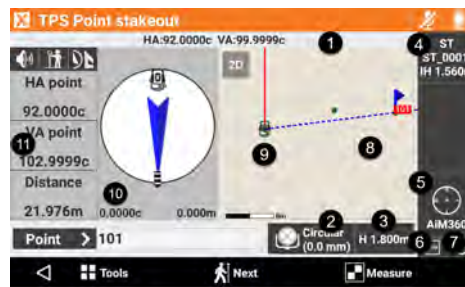 TPS Point stakeout
HA:92.0000c VA:99.9999c
1
4
ST
ST_0001
IH 1.560m
2D
HA point
92.0000c
11
VA point
102.9999c
Distance
21.976m
101
101
9
8
5
10
0.0000c
0.000m
AiM360
2
Circular
(0.0 mm)
3
H 1.800m
6
7
Point > 101
Tools
Next
Measure